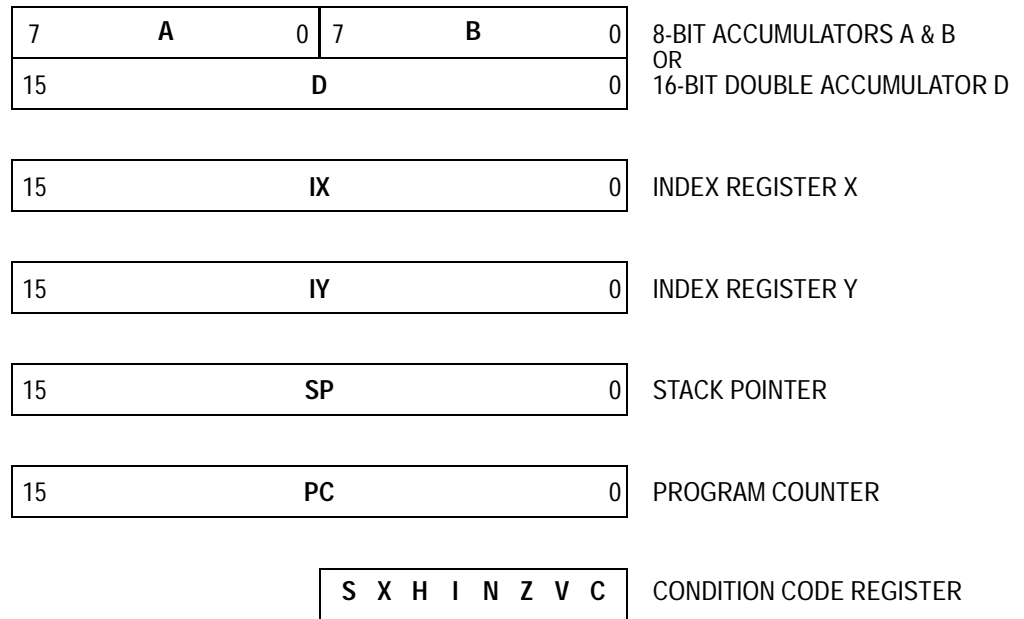 7 A 0 7 B 0 8-BIT ACCUMULATORS A & B
OR
15 D 0 16-BIT DOUBLE ACCUMULATOR D
15 IX 0 INDEX REGISTER X
15 IY 0 INDEX REGISTER Y
15 SP 0 STACK POINTER
15 PC 0 PROGRAM COUNTER
S X H I N Z V C CONDITION CODE REGISTER